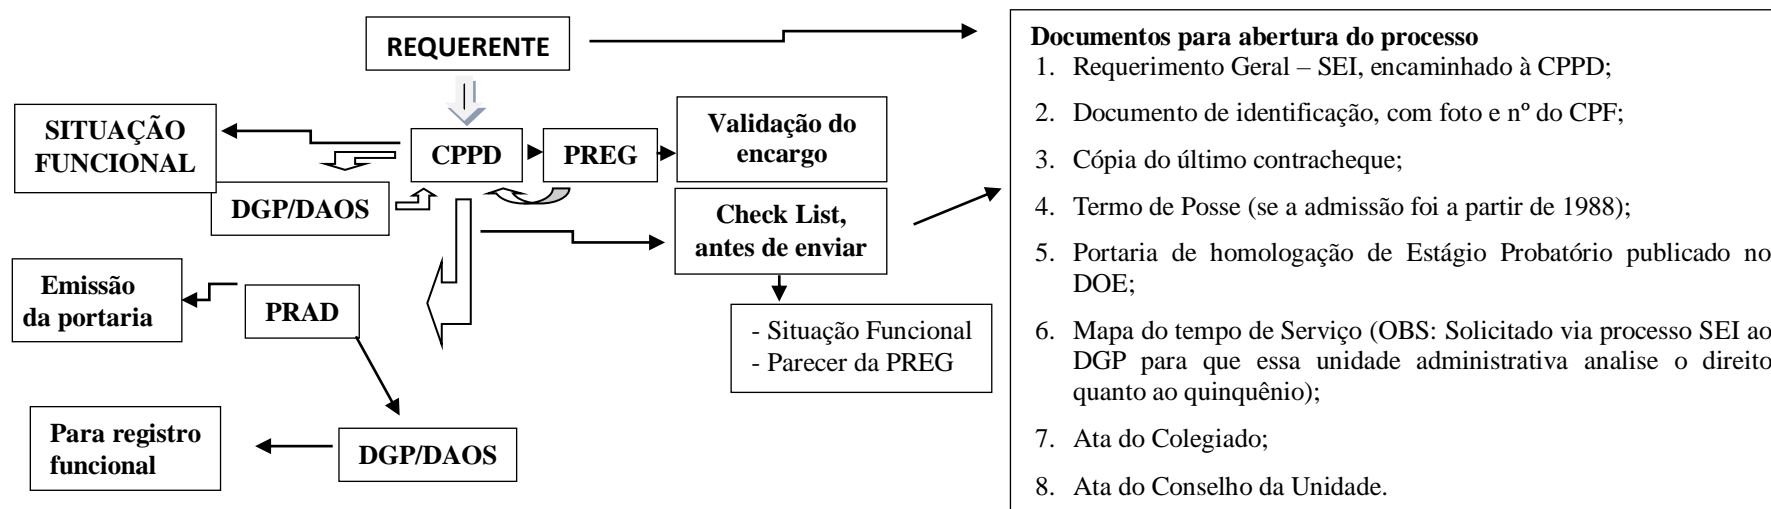 REQUERENTE
SITUAÇÃO
FUNCIONAL
CPPD
PREG
Validação do
encargo
DGP/DAOS
Check List,
antes de enviar
Emissão
da portaria
PRAD
- Situação Funcional
- Parecer da PREG
Para registro
funcional
DGP/DAOS
Documentos para abertura do processo
1. Requerimento Geral – SEI, encaminhado à CPPD;
2. Documento de identificação, com foto e nº do CPF;
3. Cópia do último contracheque;
4. Termo de Posse (se a admissão foi a partir de 1988);
5. Portaria de homologação de Estágio Probatório publicado no
DOE;
6. Mapa do tempo de Serviço (OBS: Solicitado via processo SEI ao
DGP para que essa unidade administrativa analise o direito
quanto ao quinquênio);
7. Ata do Colegiado;
8. Ata do Conselho da Unidade.